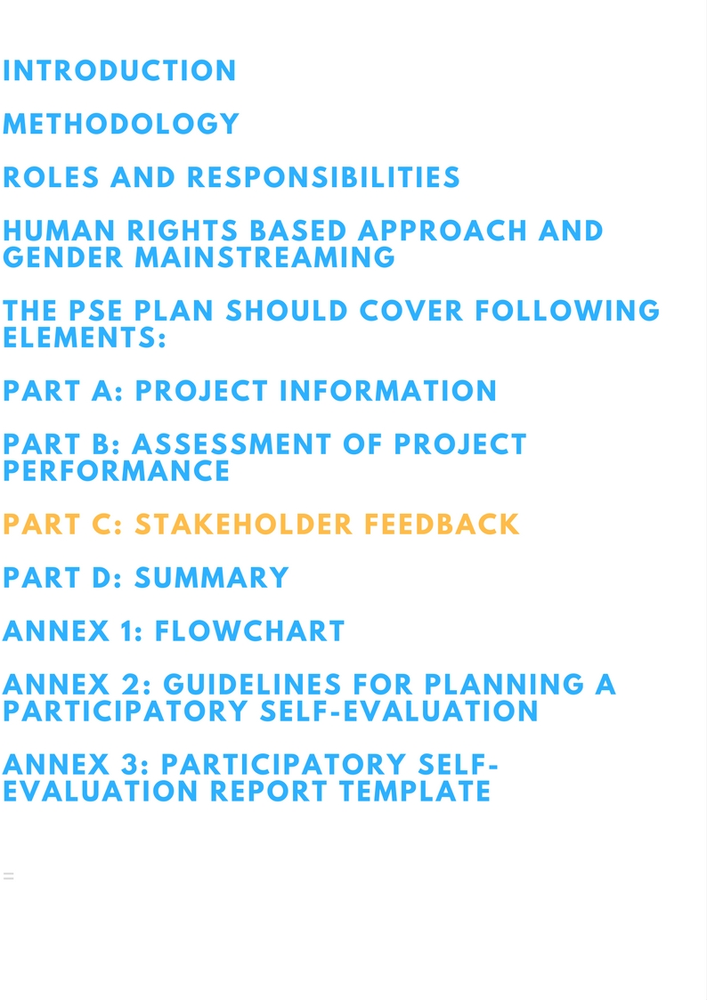 INTRODUCTION
METHODOLOGY
ROLES AND RESPONSIBILITIES
HUMAN RIGHTS BASED APPROACH AND
GENDER MAINSTREAMING
THE PSE PLAN SHOULD COVER FOLLOWING
ELEMENTS:
PART A: PROJECT INFORMATION
PART B: ASSESSMENT OF PROJECT
PERFORMANCE
PART C: STAKEHOLDER FEEDBACK
PART D: SUMMARY
ANNEX 1: FLOWCHART
ANNEX 2: GUIDELINES FOR PLANNING A
PARTICIPATORY SELF-EVALUATION
ANNEX 3: PARTICIPATORY SELF-
EVALUATION REPORT TEMPLATE
=